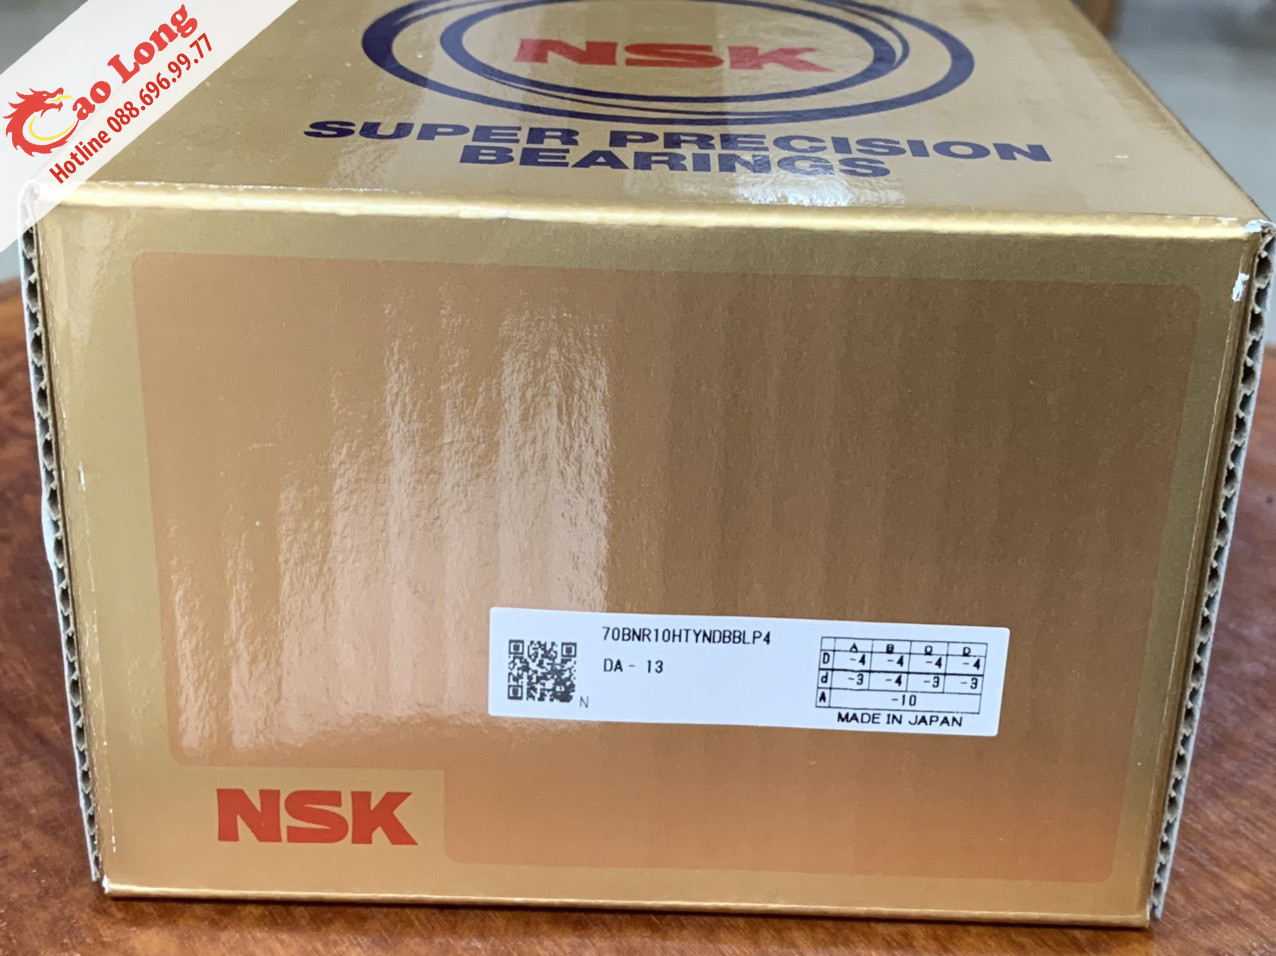 Cao Long
Hotline 088.696.99.77
NSK
SUPER PRECISION
BEARINGS
70BNR10HTYNDBBLP4
DA - 13
N
A B C D
D -4 -4 -4 -4
d -3 -4 -3 -3
A -10
MADE IN JAPAN
NSK